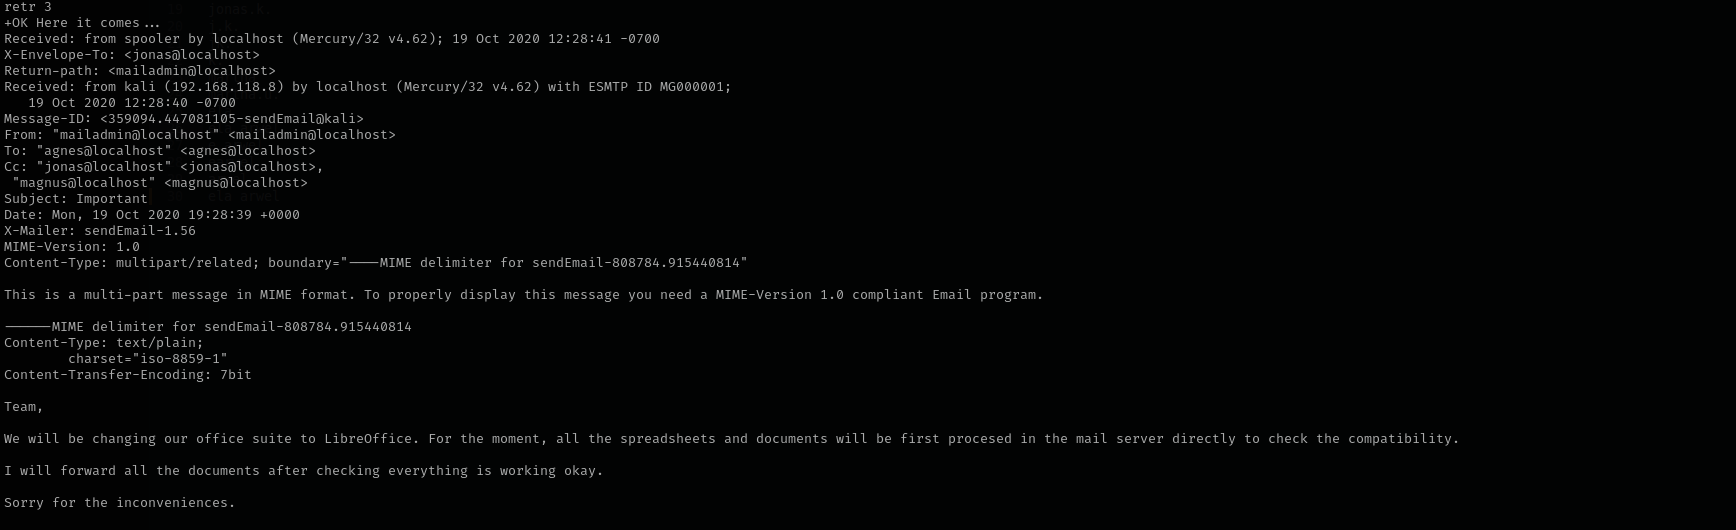 retr 3
+OK Here it comes...
Received: from spooler by localhost (Mercury/32 v4.62); 19 Oct 2020 12:28:41 -0700
X-Envelope-To: <jonas@localhost>
Return-path: <mailadmin@localhost>
Received: from kali (192.168.118.8) by localhost (Mercury/32 v4.62) with ESMTP ID MG000001;
   19 Oct 2020 12:28:40 -0700
Message-ID: <359094.447081105-sendEmail@kali>
From: "mailadmin@localhost" <mailadmin@localhost>
To: "agnes@localhost" <agnes@localhost>
Cc: "jonas@localhost" <jonas@localhost>,
 "magnus@localhost" <magnus@localhost>
Subject: Important
Date: Mon, 19 Oct 2020 19:28:39 +0000
X-Mailer: sendEmail-1.56
MIME-Version: 1.0
Content-Type: multipart/related; boundary="----MIME delimiter for sendEmail-808784.915440814"
This is a multi-part message in MIME format. To properly display this message you need a MIME-Version 1.0 compliant Email program.
------MIME delimiter for sendEmail-808784.915440814
Content-Type: text/plain;
        charset="iso-8859-1"
Content-Transfer-Encoding: 7bit
Team,
We will be changing our office suite to LibreOffice. For the moment, all the spreadsheets and documents will be first procesed in the mail server directly to check the compatibility.
I will forward all the documents after checking everything is working okay.
Sorry for the inconveniences.